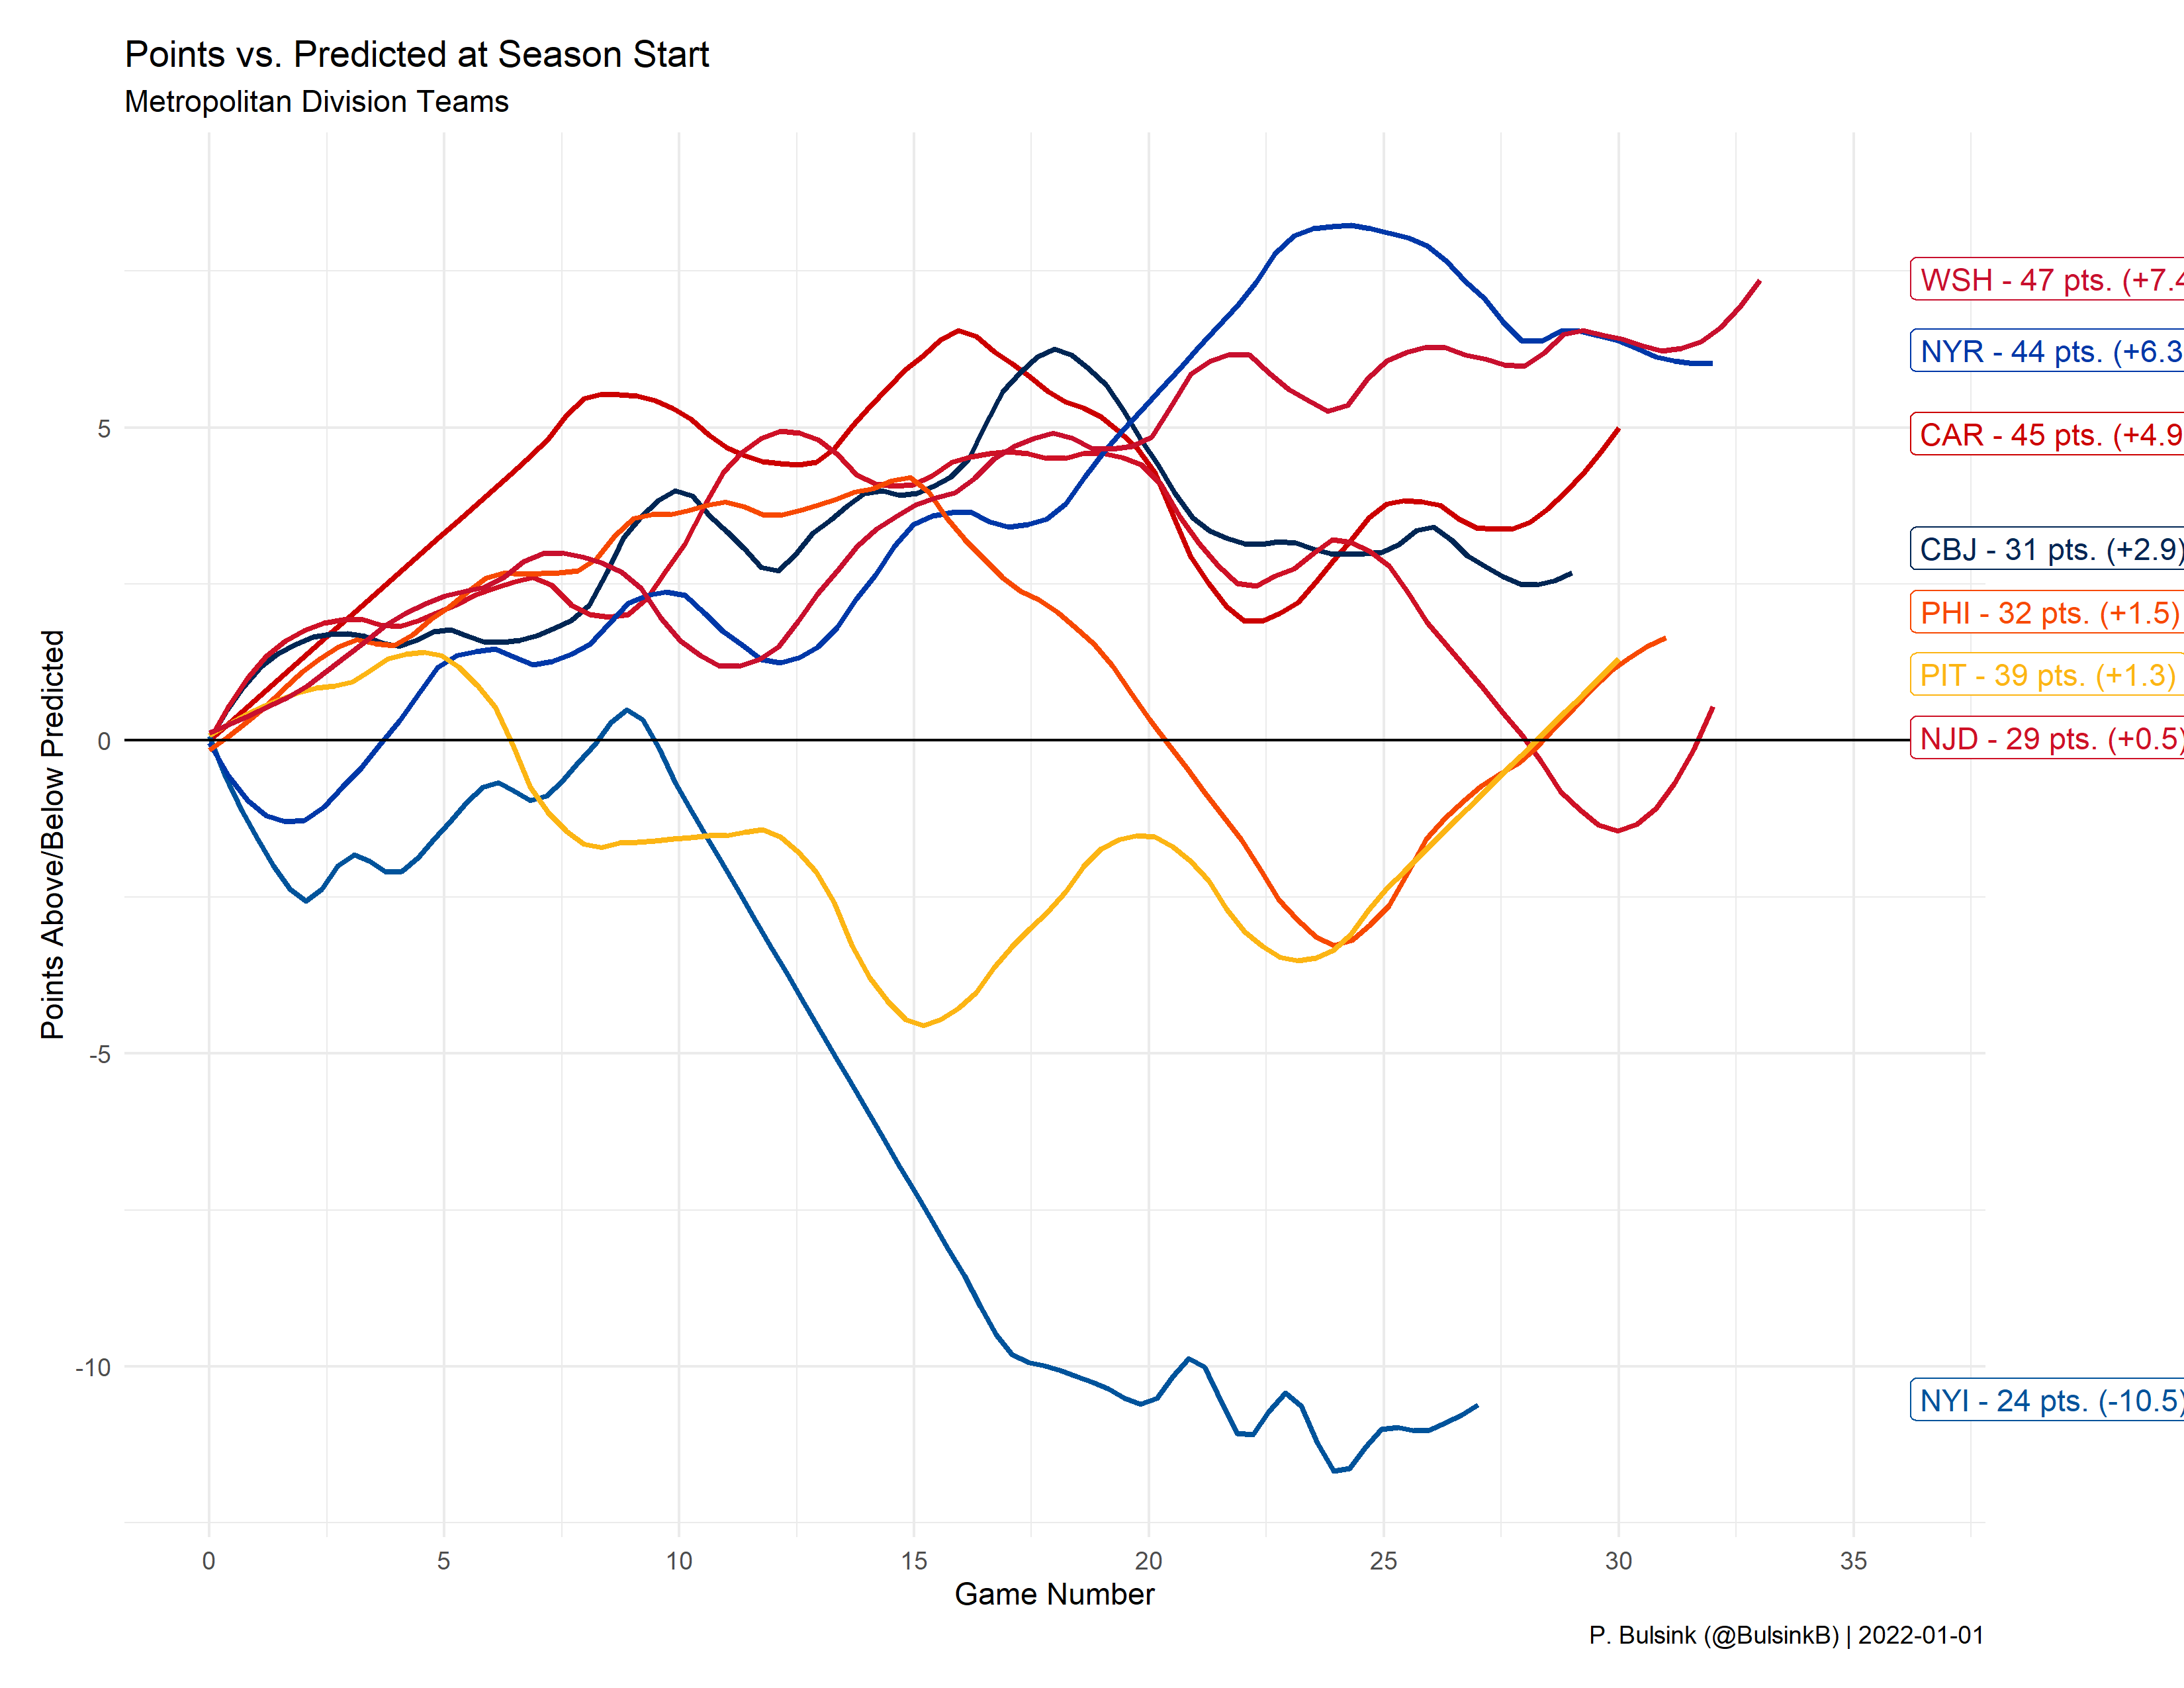 Points vs. Predicted at Season Start
Metropolitan Division Teams
Points Above/Below Predicted
5
0
-5
-10
WSH - 47 pts. (+7.4
NYR - 44 pts. (+6.3
CAR - 45 pts. (+4.9
CBJ - 31 pts. (+2.9)
PHI - 32 pts. (+1.5)
PIT - 39 pts. (+1.3)
NJD - 29 pts. (+0.5)
NYI - 24 pts. (-10.5)
0 5 10 15 20 25 30 35
Game Number
P. Bulsink (@BulsinkB) | 2022-01-01